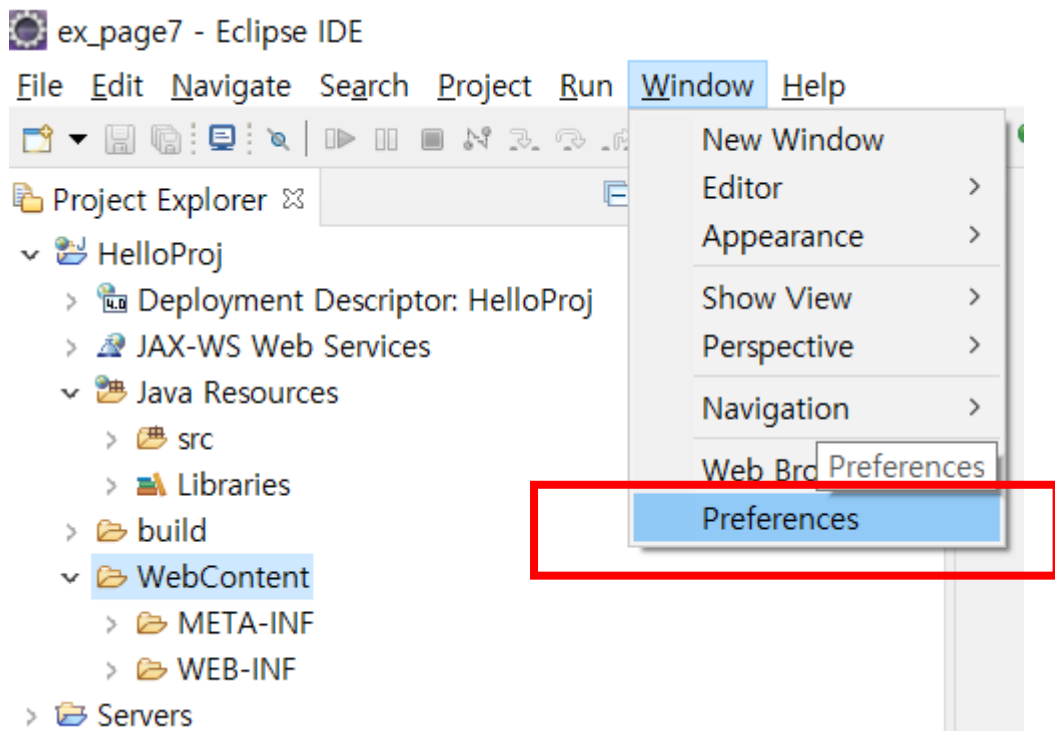 ex_page7 - Eclipse IDE
File Edit Navigate Search Project Run Window Help
Project Explorer
HelloProj
Deployment Descriptor: HelloProj
JAX-WS Web Services
Java Resources
src
Libraries
build
WebContent
META-INF
WEB-INF
Servers
New Window
Editor
Appearance
Show View
Perspective
Navigation
Web Bro
Preferences
Preferences